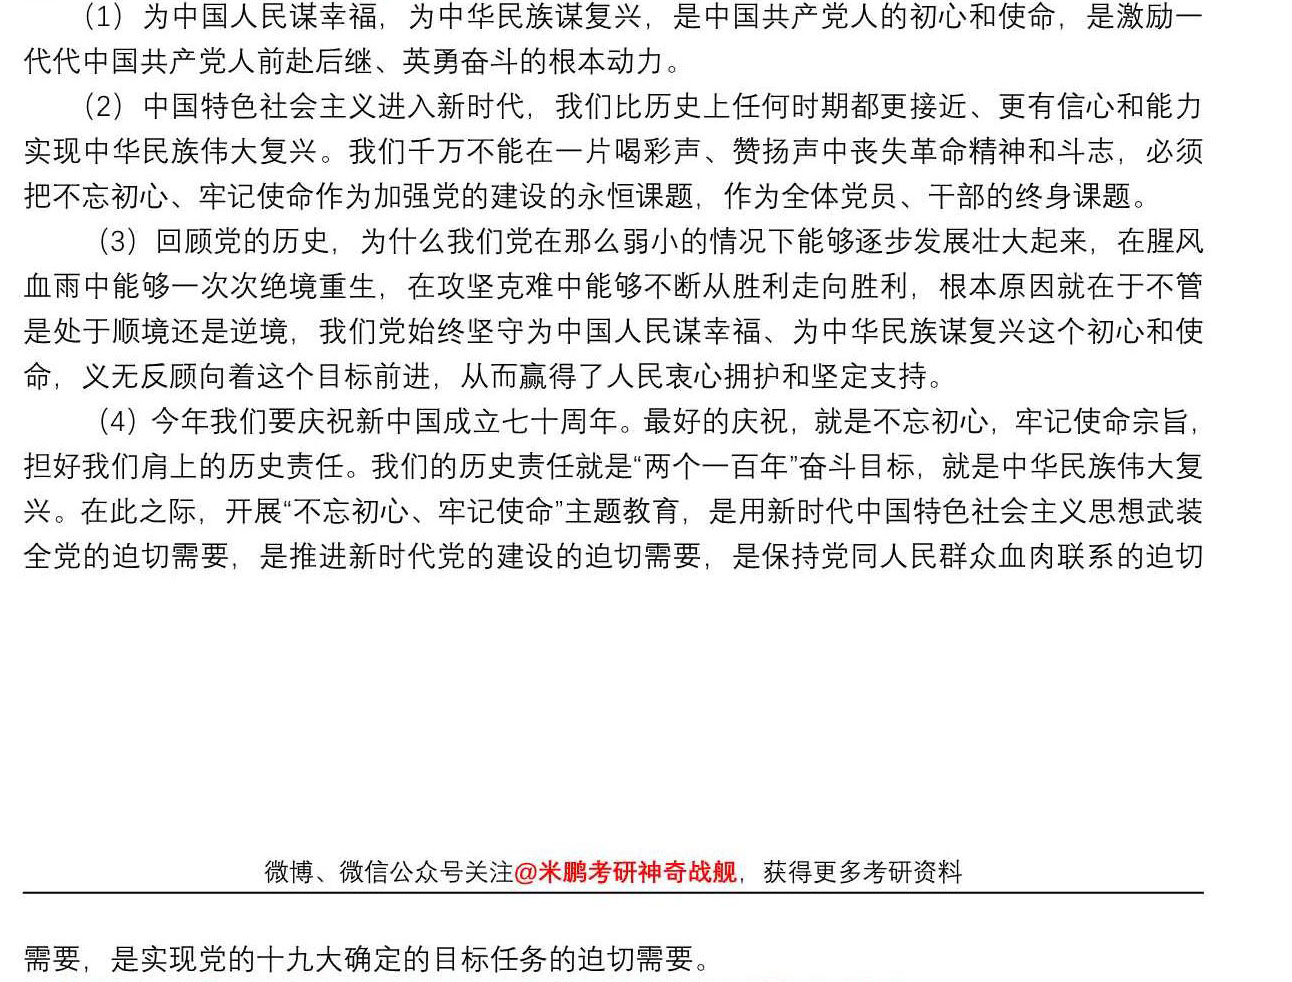 （1）为中国人民谋幸福，为中华民族谋复兴，是中国共产党人的初心和使命，是激励一
代代中国共产党人前赴后继、英勇奋斗的根本动力。
（2）中国特色社会主义进入新时代，我们比历史上任何时期都更接近、更有信心和能力
实现中华民族伟大复兴。我们千万不能在一片喝彩声、赞扬声中丧失革命精神和斗志，必须
把不忘初心、牢记使命作为加强党的建设的永恒课题，作为全体党员、干部的终身课题。
（3）回顾党的历史，为什么我们党在那么弱小的情况下能够逐步发展壮大起来，在腥风
血雨中能够一次次绝境重生，在攻坚克难中能够不断从胜利走向胜利，根本原因就在于不管
是处于顺境还是逆境，我们党始终坚守为中国人民谋幸福、为中华民族谋复兴这个初心和使
命，义无反顾向着这个目标前进，从而赢得了人民衷心拥护和坚定支持。
（4）今年我们要庆祝新中国成立七十周年。最好的庆祝，就是不忘初心，牢记使命宗旨，
担好我们肩上的历史责任。我们的历史责任就是“两个一百年”奋斗目标，就是中华民族伟大复
兴。在此之际，开展“不忘初心、牢记使命”主题教育，是用新时代中国特色社会主义思想武装
全党的迫切需要，是推进新时代党的建设的迫切需要，是保持党同人民群众血肉联系的迫切
微博、微信公众号关注@米鹏考研神奇战舰，获得更多考研资料
需要，是实现党的十九大确定的目标任务的迫切需要。